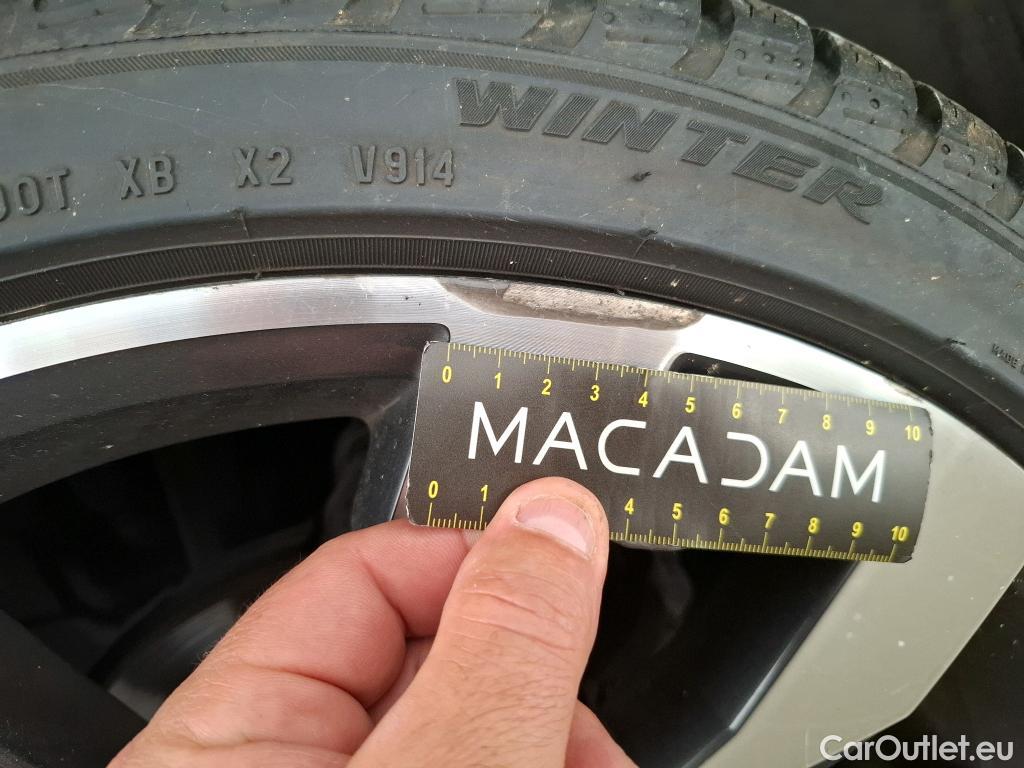 WINTER
DOT XB X2 V914
0 1 2 3 4 5 6 7 8 9 10
MACADAM
0 1 4 5 6 7 8 9 10
CarOutlet.eu